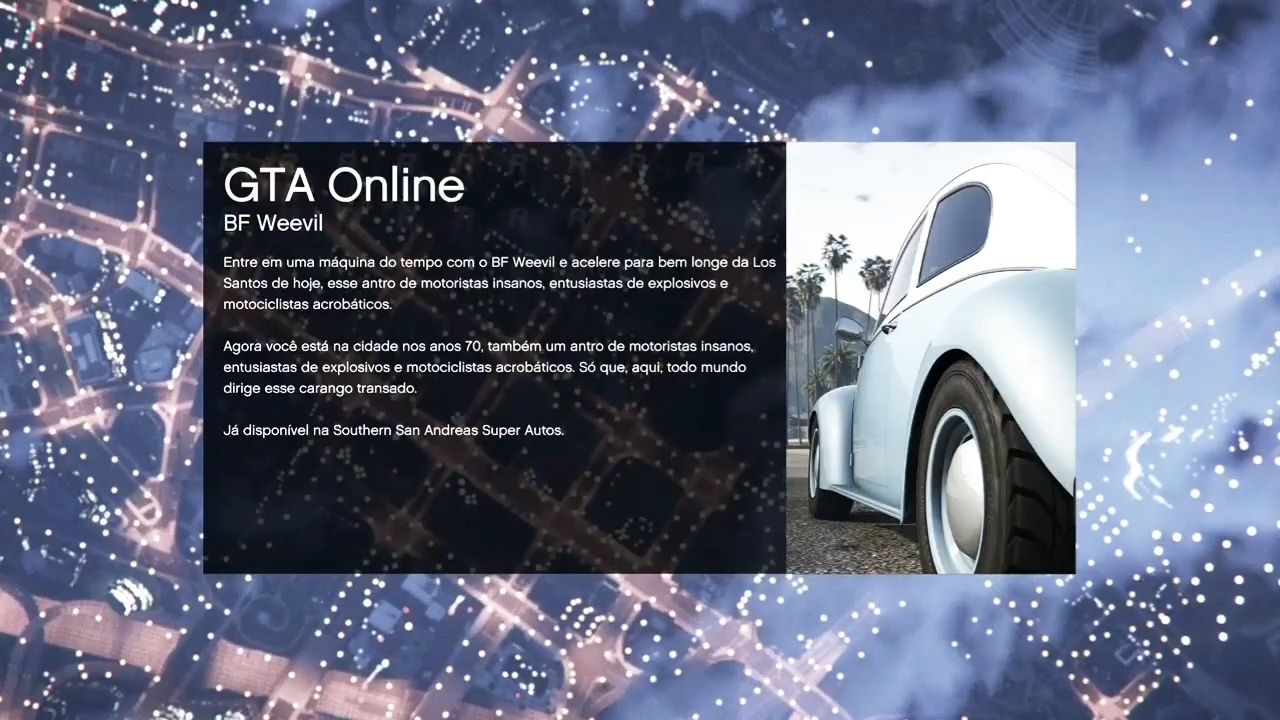 GTA Online
BF Weevil
Entre em uma máquina do tempo com o BF Weevil e acelere para bem longe da Los
Santos de hoje, esse antro de motoristas insanos, entusiastas de explosivos e
motociclistas acrobáticos.
Agora você está na cidade nos anos 70, também um antro de motoristas insanos,
entusiastas de explosivos e motociclistas acrobáticos. Só que, aqui, todo mundo
dirige esse carango transado.
Já disponível na Southern San Andreas Super Autos.